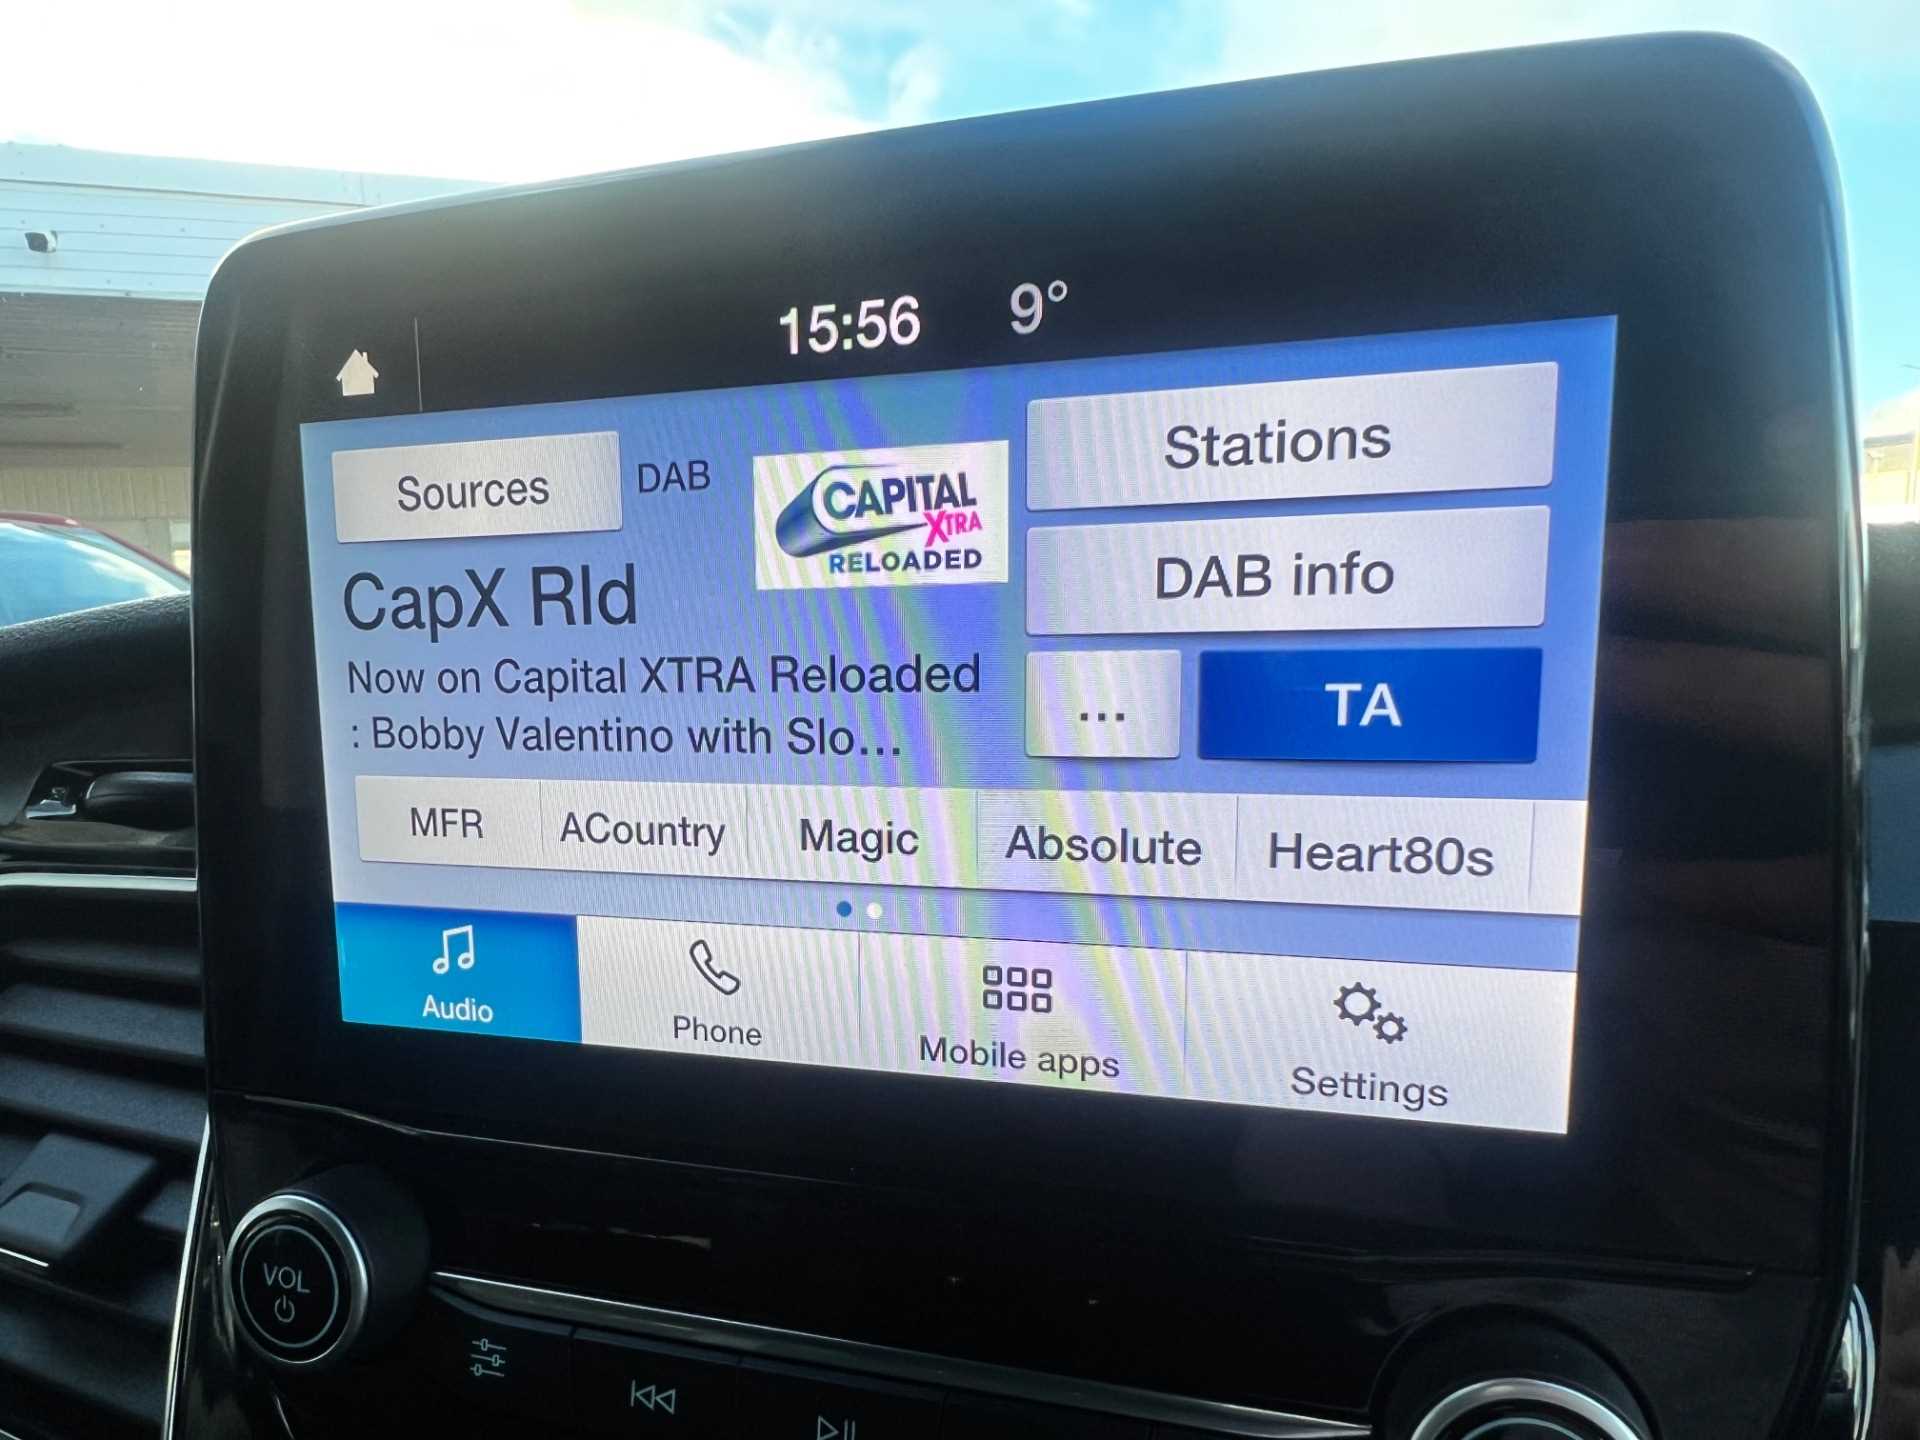 15:56 9°
Sources DAB
CAPITAL
XTRA
RELOADED
Stations
DAB info
CapX Rld
Now on Capital XTRA Reloaded
: Bobby Valentino with Slo...
... TA
MFR ACountry Magic Absolute Heart80s
Audio Phone Mobile apps Settings
VOL